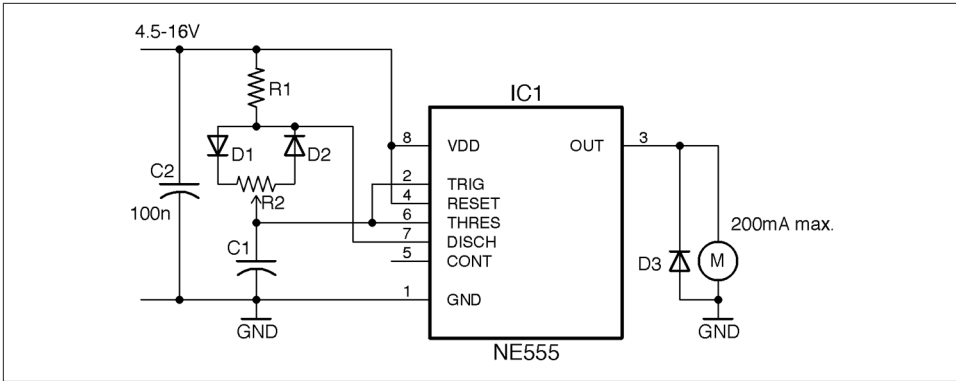 4.5-16V
R1
IC1
8
VDD
OUT
3
D1
D2
2
TRIG
C2
R2
4
RESET
100n
6
THRES
200mA max.
7
DISCH
C1
5
CONT
D3
M
1
GND
GND
GND
NE555